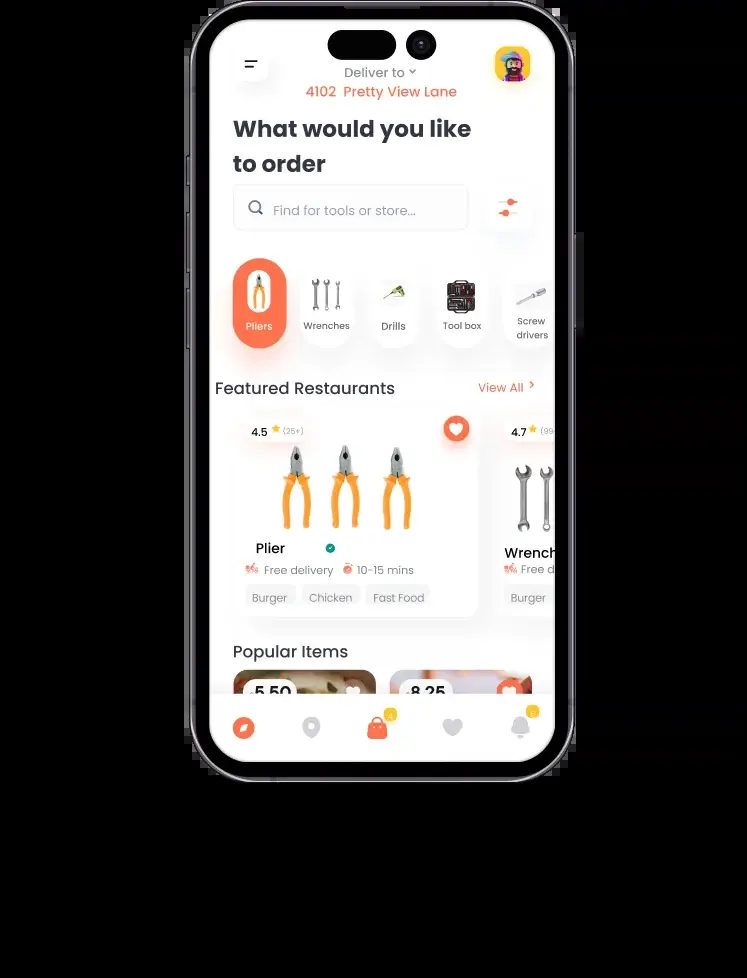 Deliver to
4102 Pretty View Lane
What would you like
to order
Find for tools or store...
Pliers
Wrenches
Drills
Tool box
Screw
drivers
Featured Restaurants
View All
4.5 (25+)
4.7 (99
Plier
Free delivery
10-15 mins
Burger
Chicken
Fast Food
Wrench
Free d
Burger
Popular Items
5.50
8.25